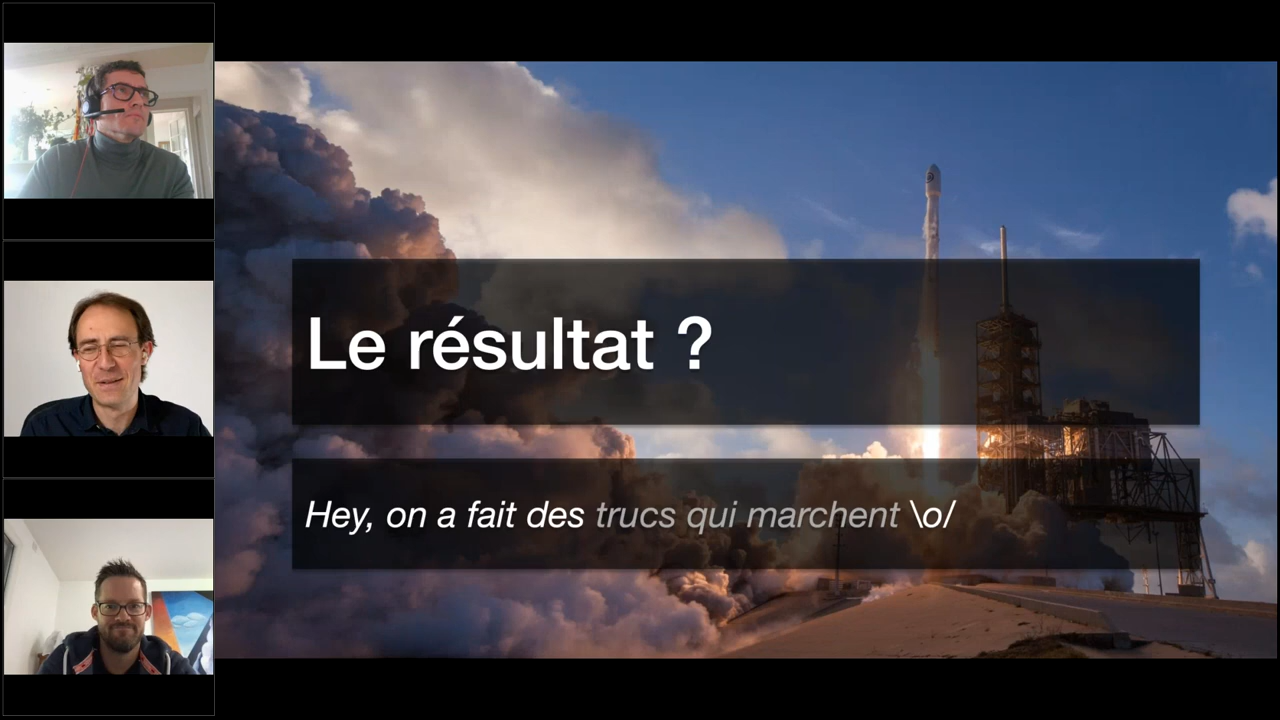 Le résultat ?
Hey, on a fait des trucs qui marchent \o/